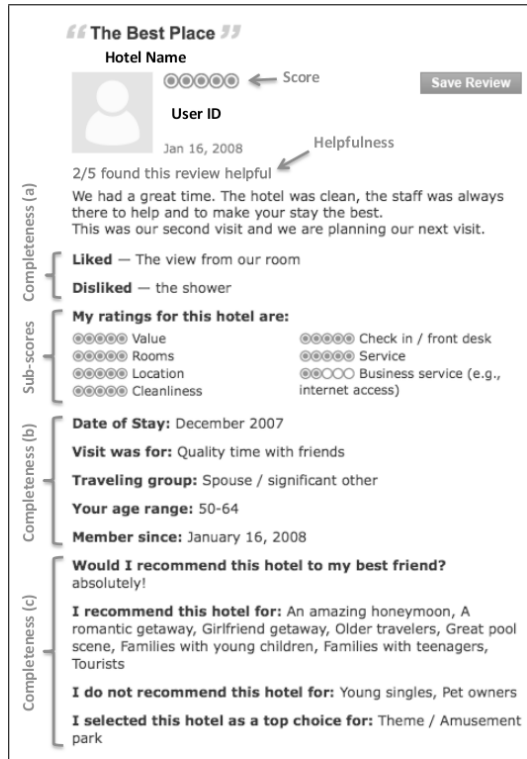 “ The Best Place ”
Hotel Name
Score
Save Review
User ID
Jan 16, 2008
Helpfulness
2/5 found this review helpful
We had a great time. The hotel was clean, the staff was always
there to help and to make your stay the best.
This was our second visit and we are planning our next visit.
Completeness (a)
Liked — The view from our room
Disliked — the shower
Sub-scores
My ratings for this hotel are:
Value
Check in / front desk
Rooms
Service
Location
Business service (e.g.,
internet access)
Cleanliness
Completeness (b)
Date of Stay: December 2007
Visit was for: Quality time with friends
Traveling group: Spouse / significant other
Your age range: 50-64
Member since: January 16, 2008
Completeness (c)
Would I recommend this hotel to my best friend?
absolutely!
I recommend this hotel for: An amazing honeymoon, A
romantic getaway, Girlfriend getaway, Older travelers, Great pool
scene, Families with young children, Families with teenagers,
Tourists
I do not recommend this hotel for: Young singles, Pet owners
I selected this hotel as a top choice for: Theme / Amusement
park